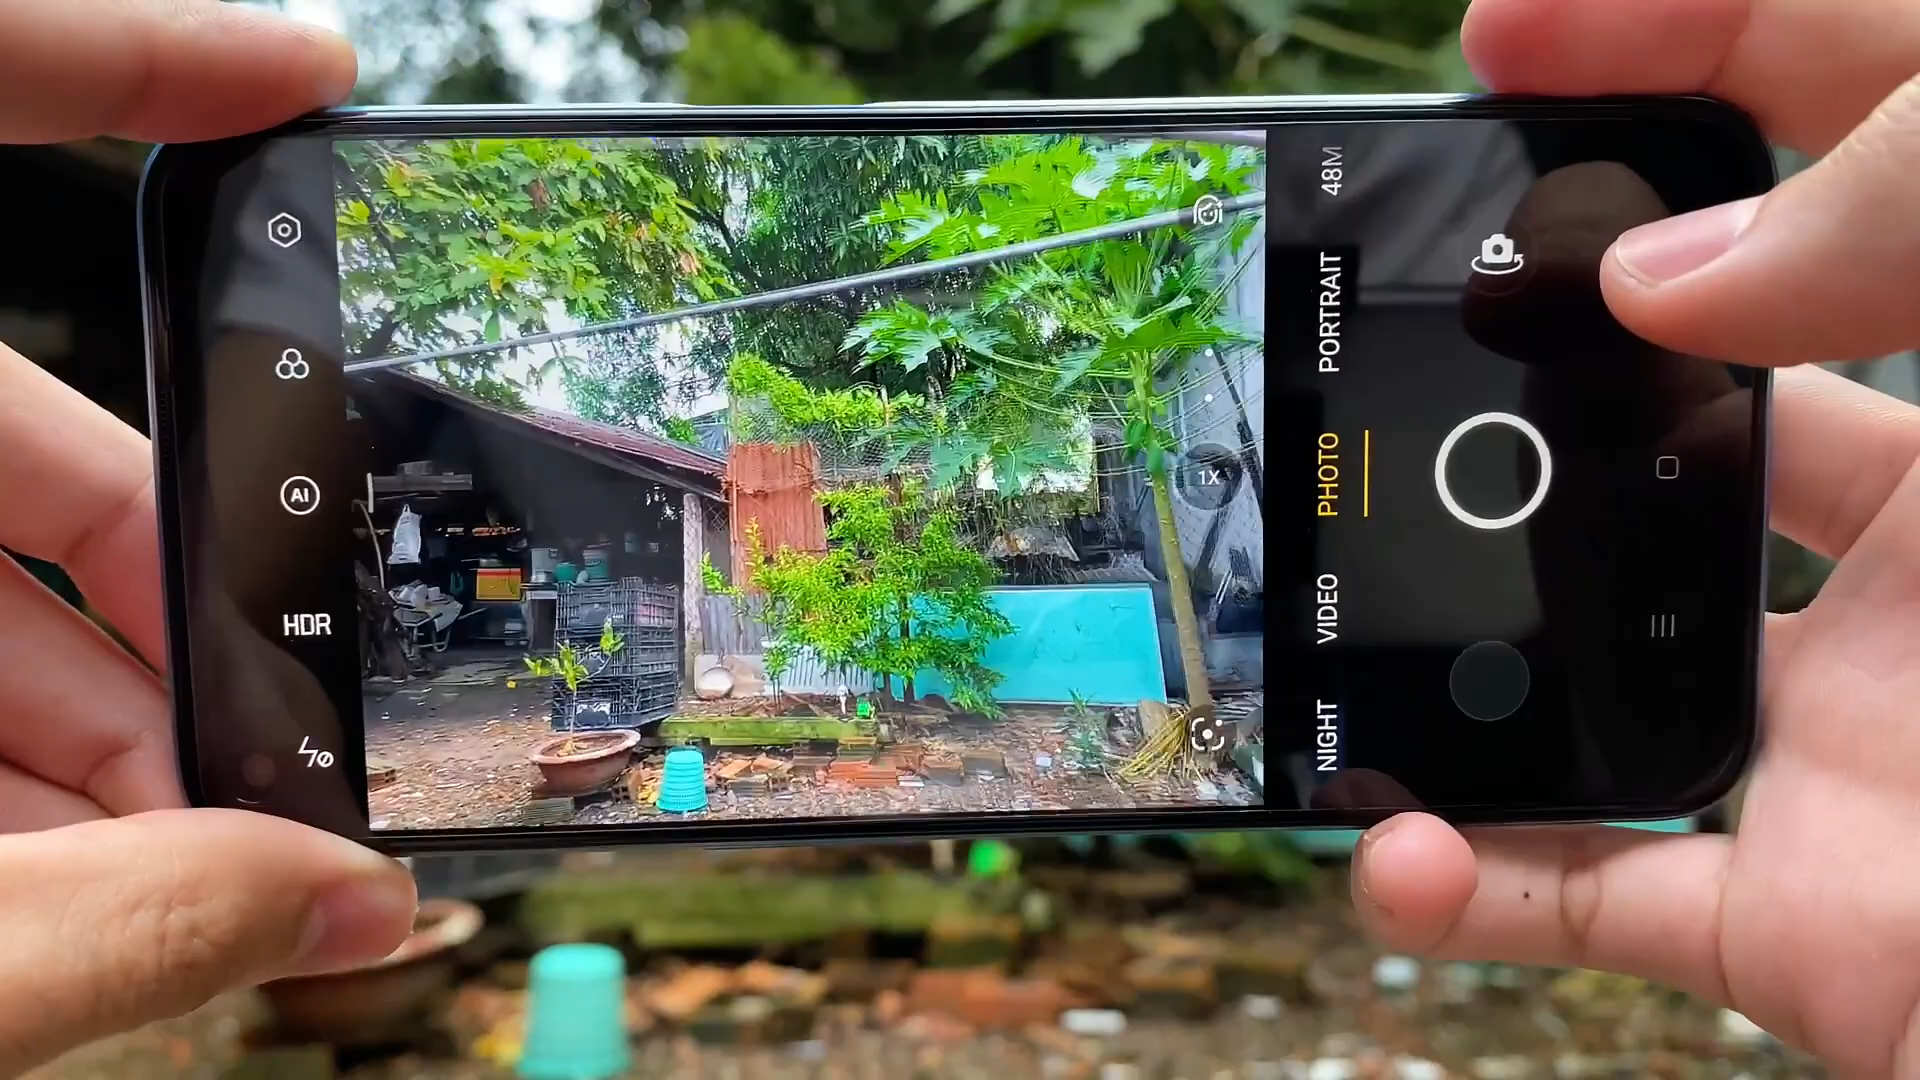 48M
PORTRAIT
PHOTO
VIDEO
NIGHT
1X
AI
HDR